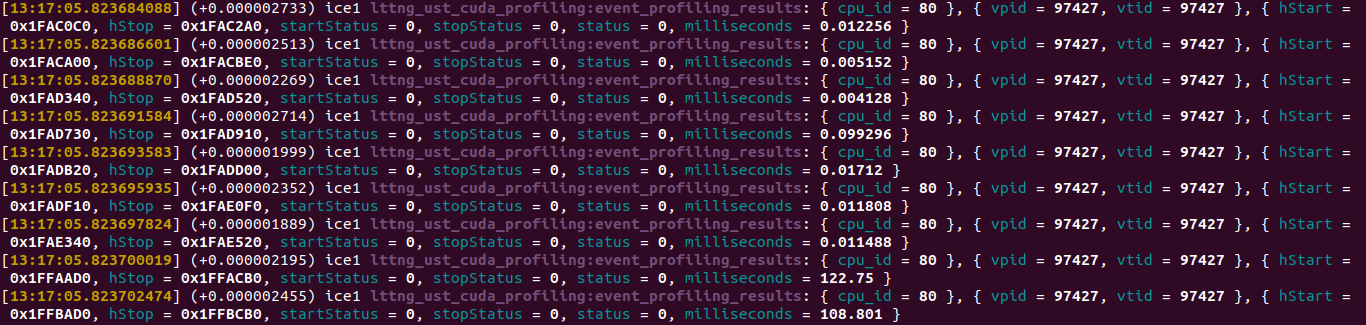 [13:17:05.823684088] (+0.000002733) ice1 lttng_ust_cuda_profiling:event_profiling_results: { cpu_id = 80 }, { vpid = 97427, vtid = 97427 }, { hStart =
0x1FAC0C0, hStop = 0x1FAC2A0, startStatus = 0, stopStatus = 0, status = 0, milliseconds = 0.012256 }
[13:17:05.823686601] (+0.000002513) ice1 lttng_ust_cuda_profiling:event_profiling_results: { cpu_id = 80 }, { vpid = 97427, vtid = 97427 }, { hStart =
0x1FACA00, hStop = 0x1FACBE0, startStatus = 0, stopStatus = 0, status = 0, milliseconds = 0.005152 }
[13:17:05.823688870] (+0.000002269) ice1 lttng_ust_cuda_profiling:event_profiling_results: { cpu_id = 80 }, { vpid = 97427, vtid = 97427 }, { hStart =
0x1FAD340, hStop = 0x1FAD520, startStatus = 0, stopStatus = 0, status = 0, milliseconds = 0.004128 }
[13:17:05.823691584] (+0.000002714) ice1 lttng_ust_cuda_profiling:event_profiling_results: { cpu_id = 80 }, { vpid = 97427, vtid = 97427 }, { hStart =
0x1FAD730, hStop = 0x1FAD910, startStatus = 0, stopStatus = 0, status = 0, milliseconds = 0.099296 }
[13:17:05.823693583] (+0.000001999) ice1 lttng_ust_cuda_profiling:event_profiling_results: { cpu_id = 80 }, { vpid = 97427, vtid = 97427 }, { hStart =
0x1FADB20, hStop = 0x1FADD00, startStatus = 0, stopStatus = 0, status = 0, milliseconds = 0.01712 }
[13:17:05.823695935] (+0.000002352) ice1 lttng_ust_cuda_profiling:event_profiling_results: { cpu_id = 80 }, { vpid = 97427, vtid = 97427 }, { hStart =
0x1FADF10, hStop = 0x1FAE0F0, startStatus = 0, stopStatus = 0, status = 0, milliseconds = 0.011808 }
[13:17:05.823697824] (+0.000001889) ice1 lttng_ust_cuda_profiling:event_profiling_results: { cpu_id = 80 }, { vpid = 97427, vtid = 97427 }, { hStart =
0x1FAE340, hStop = 0x1FAE520, startStatus = 0, stopStatus = 0, status = 0, milliseconds = 0.011488 }
[13:17:05.823700019] (+0.000002195) ice1 lttng_ust_cuda_profiling:event_profiling_results: { cpu_id = 80 }, { vpid = 97427, vtid = 97427 }, { hStart =
0x1FFAAD0, hStop = 0x1FFACB0, startStatus = 0, stopStatus = 0, status = 0, milliseconds = 122.75 }
[13:17:05.823702474] (+0.000002455) ice1 lttng_ust_cuda_profiling:event_profiling_results: { cpu_id = 80 }, { vpid = 97427, vtid = 97427 }, { hStart =
0x1FFBAD0, hStop = 0x1FFBCB0, startStatus = 0, stopStatus = 0, status = 0, milliseconds = 108.801 }